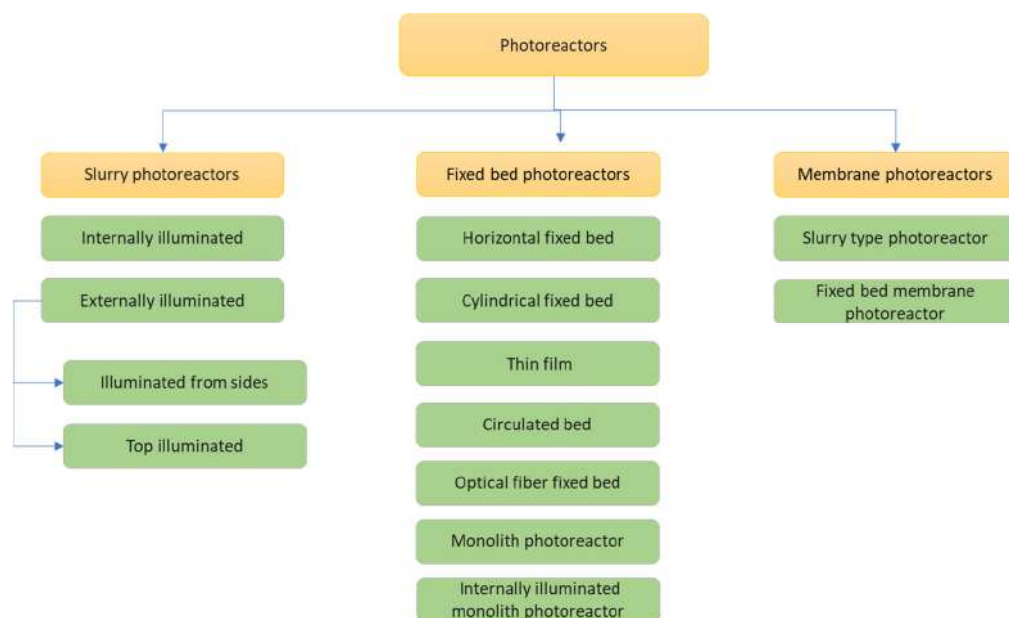 Photoreactors
Slurry photoreactors
Internally illuminated
Externally illuminated
Illuminated from sides
Top illuminated
Fixed bed photoreactors
Horizontal fixed bed
Cylindrical fixed bed
Thin film
Circulated bed
Optical fiber fixed bed
Monolith photoreactor
Internally illuminated
monolith photoreactor
Membrane photoreactors
Slurry type photoreactor
Fixed bed membrane
photoreactor